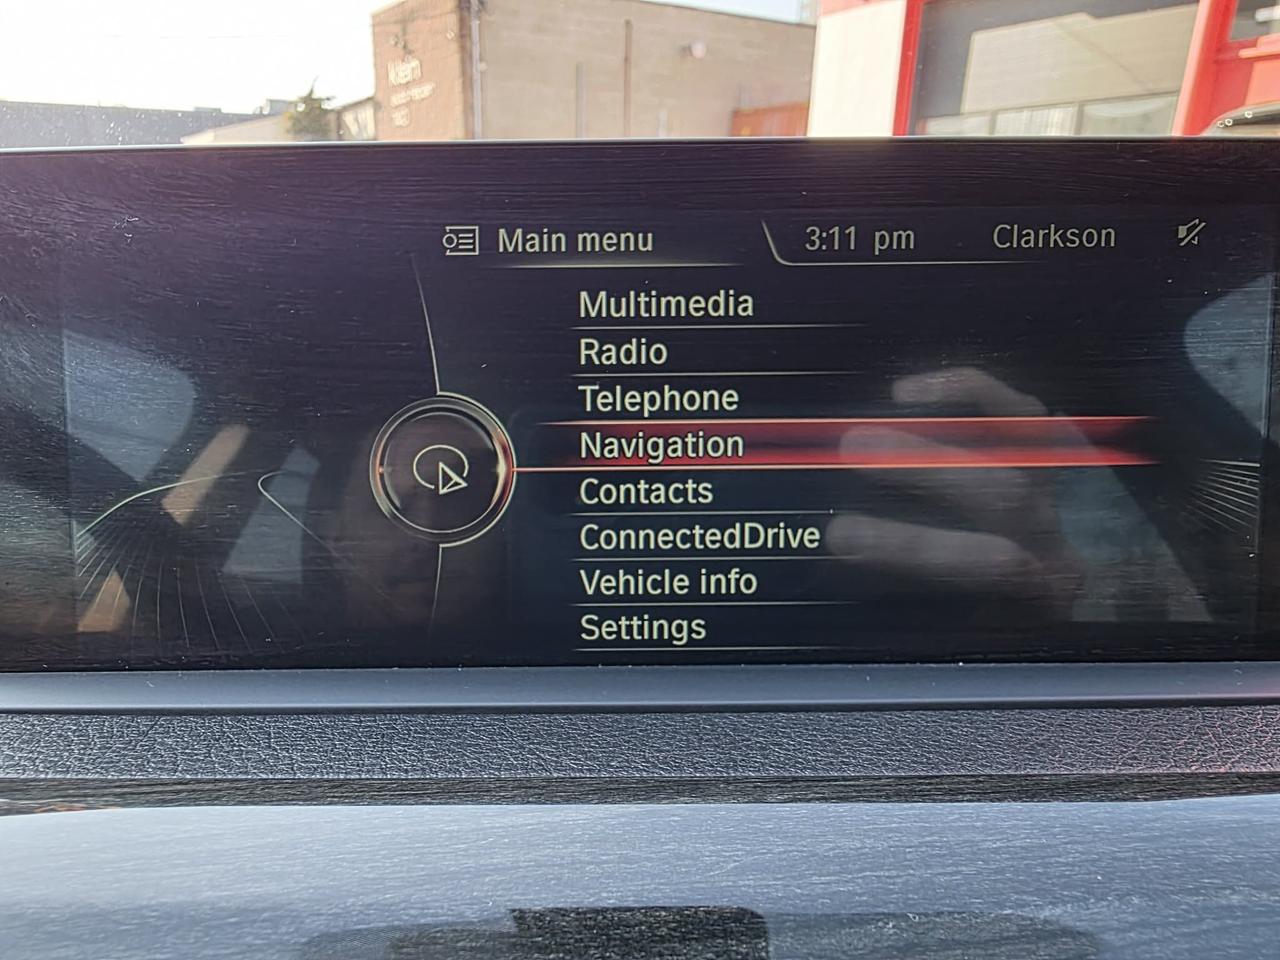 Main menu
3:11 pm
Clarkson
Multimedia
Radio
Telephone
Navigation
Contacts
ConnectedDrive
Vehicle info
Settings